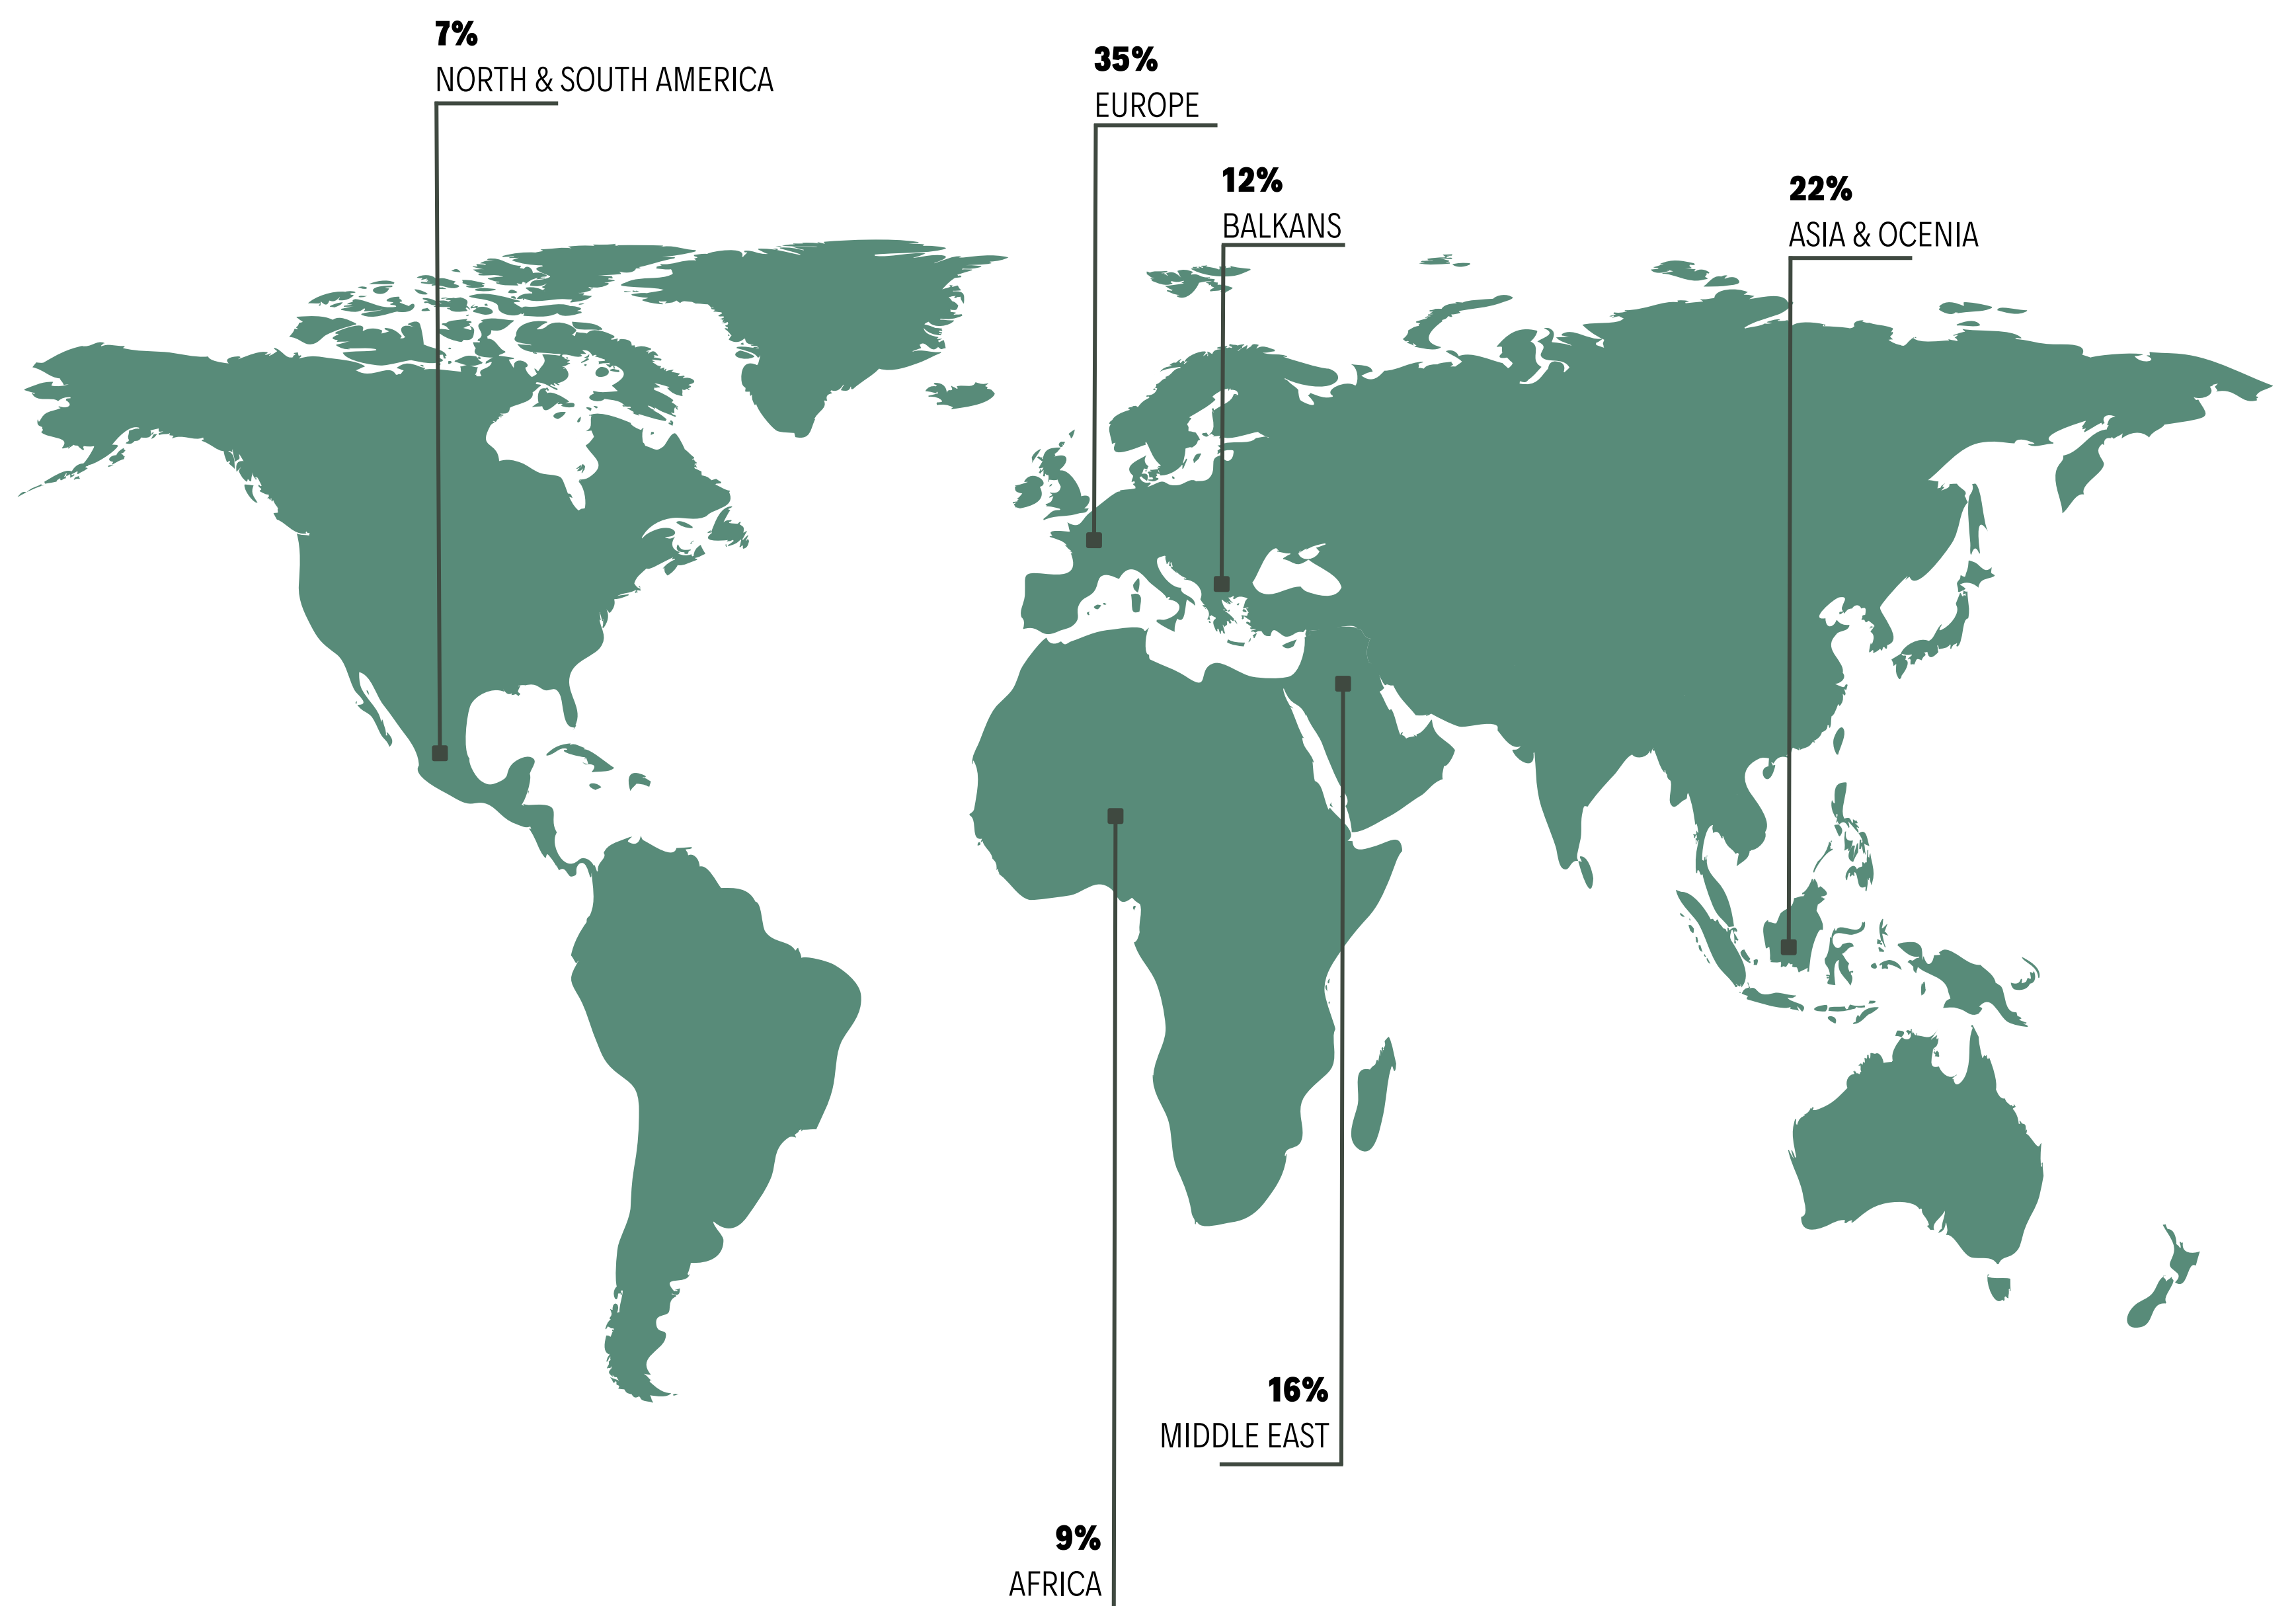 7%
NORTH & SOUTH AMERICA
35%
EUROPE
12%
BALKANS
22%
ASIA & OCENIA
16%
MIDDLE EAST
9%
AFRICA